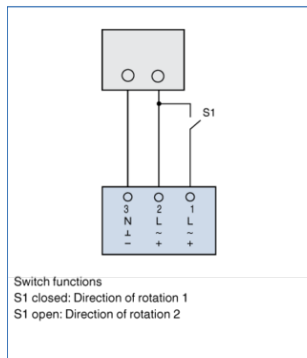 S1
3 2 1
N L L
⊥ ~ ~
− + +
Switch functions
S1 closed: Direction of rotation 1
S1 open: Direction of rotation 2